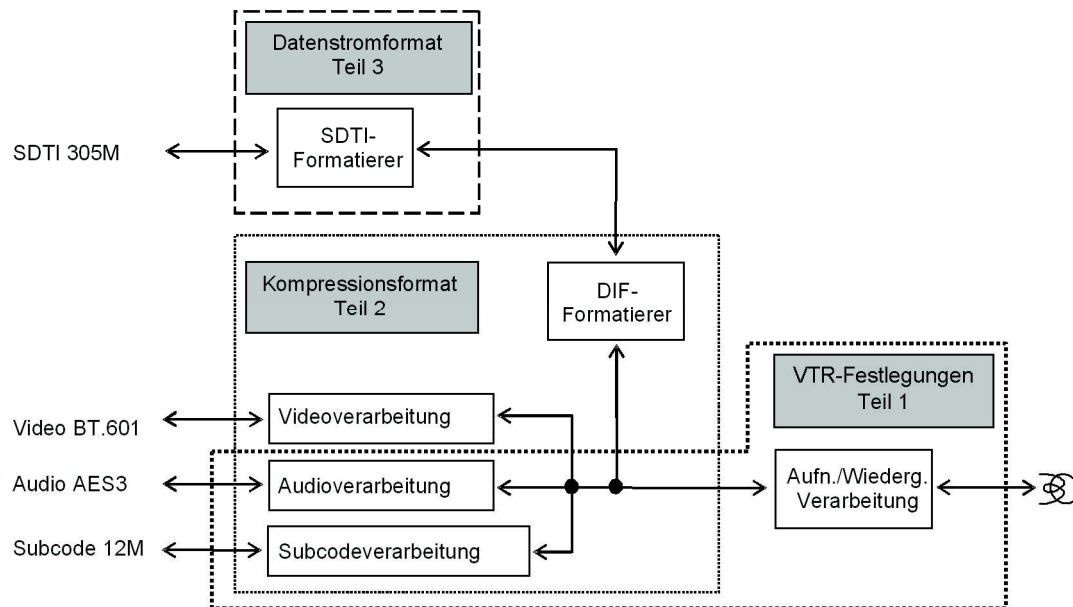 Datenstromformat
Teil 3
SDTI 305M
SDTI-
Formatierer
Kompressionsformat
Teil 2
DIF-
Formatierer
VTR-Festlegungen
Teil 1
Video BT.601
Videoverarbeitung
Audio AES3
Audioverarbeitung
Aufn./Wiederg.
Verarbeitung
Subcode 12M
Subcodeverarbeitung